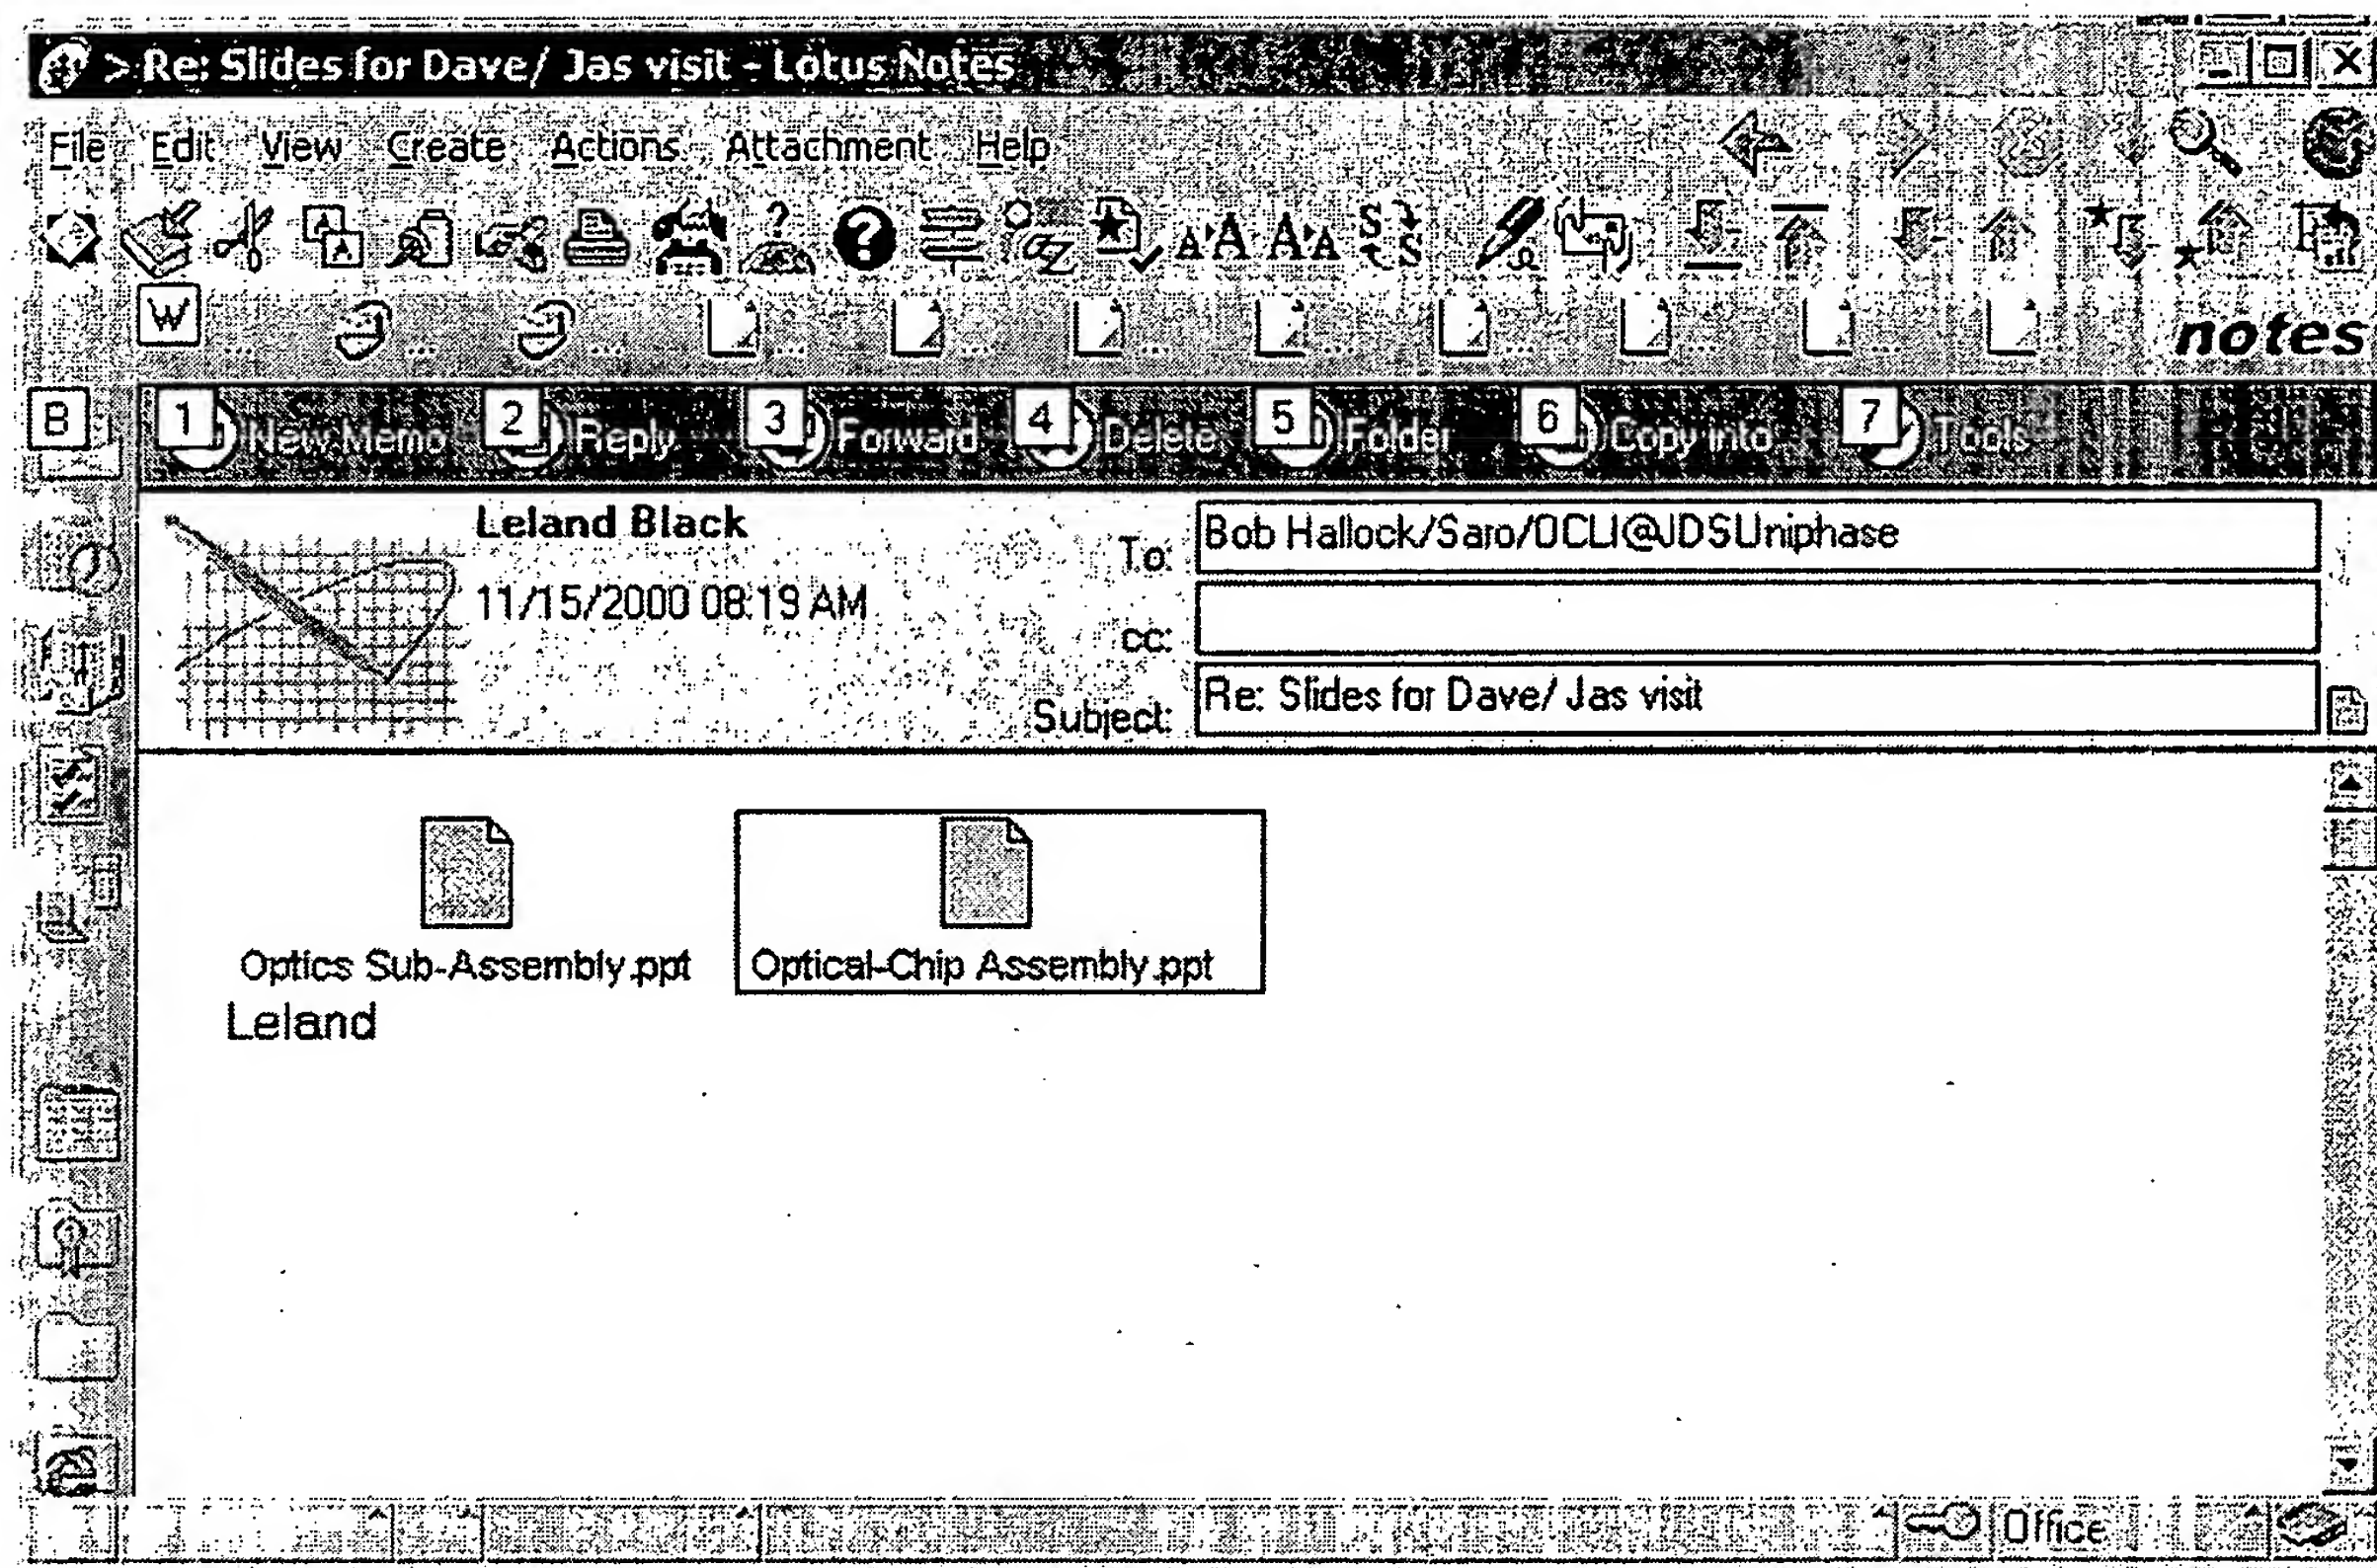 > Re: Slides for Dave/ Jas visit - Lotus Notes
File Edit View Create Actions Attachment Help
notes
B 1 New Memo 2 Reply 3 Forward 4 Delete 5 Folder 6 Copy into 7 Tools
Leland Black
11/15/2000 08:19 AM
To: Bob Hallock/Saro/OCLI@JDSUniphase
cc:
Subject: Re: Slides for Dave/ Jas visit
Optics Sub-Assembly.ppt Optical-Chip Assembly.ppt
Leland
Office